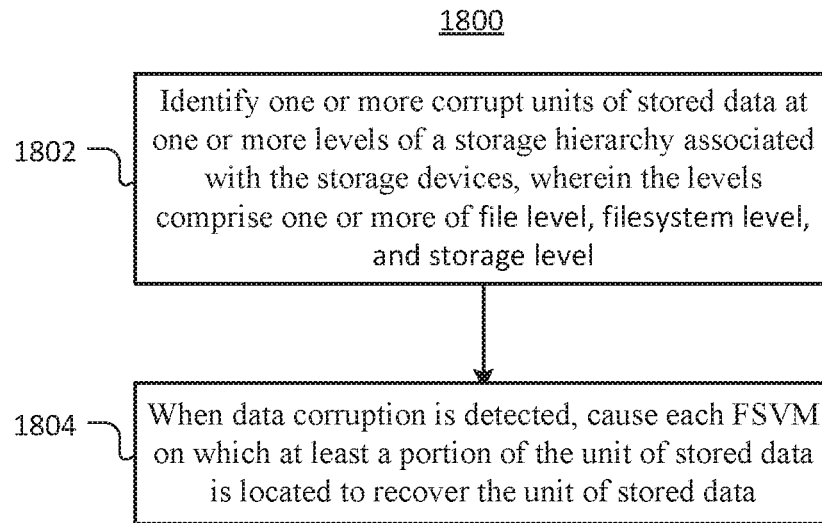 1800
1802
Identify one or more corrupt units of stored data at
one or more levels of a storage hierarchy associated
with the storage devices, wherein the levels
comprise one or more of file level, filesystem level,
and storage level
1804
When data corruption is detected, cause each FSVM
on which at least a portion of the unit of stored data
is located to recover the unit of stored data